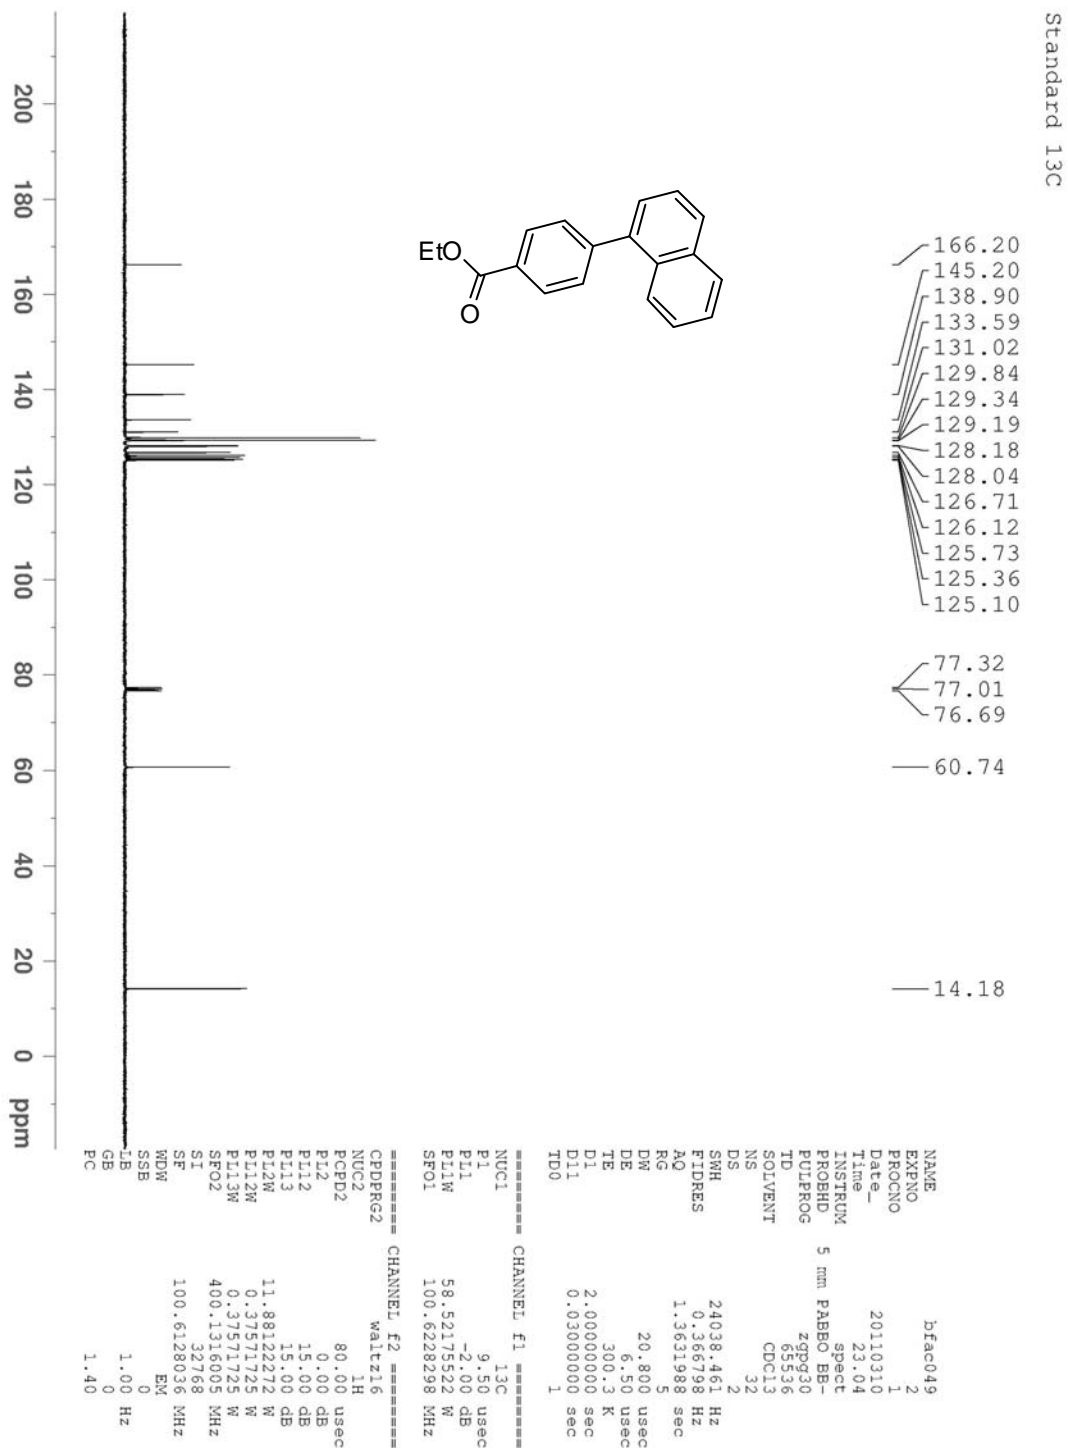 Standard 13C
166.20
145.20
138.90
133.59
131.02
129.84
129.34
129.19
128.18
128.04
126.71
126.12
125.73
125.36
125.10
77.32
77.01
76.69
60.74
14.18
EtO
O
200 180 160 140 120 100 80 60 40 20 0 ppm
NAME bfac049
EXPNO 2
PROCNO 1
Date_ 20110310
Time 23.04
INSTRUM spect
PROBHD 5 mm PABBO BB-
PULPROG zgpg30
TD 65536
SOLVENT CDCl3
NS 32
DS 2
SWH 24038.461 Hz
FIDRES 0.366798 Hz
AQ 1.3631988 sec
RG 5
DW 20.800 usec
DE 6.50 usec
TE 300.3 K
D1 2.00000000 sec
D11 0.03000000 sec
TD0 1
======== CHANNEL f1 ========
NUC1 13C
P1 9.50 usec
PL1 -2.00 dB
PL1W 58.52175522 W
SFO1 100.6228298 MHz
======== CHANNEL f2 ========
CPDPRG2 waltz16
NUC2 1H
PCPD2 80.00 usec
PL2 0.00 dB
PL12 15.00 dB
PL13 15.00 dB
PL2W 11.88122272 W
PL12W 0.37571725 W
PL13W 0.37571725 W
SFO2 400.1316005 MHz
SI 32768
SF 100.6128036 MHz
WDW EM
SSB 0
LB 1.00 Hz
GB 0
PC 1.40